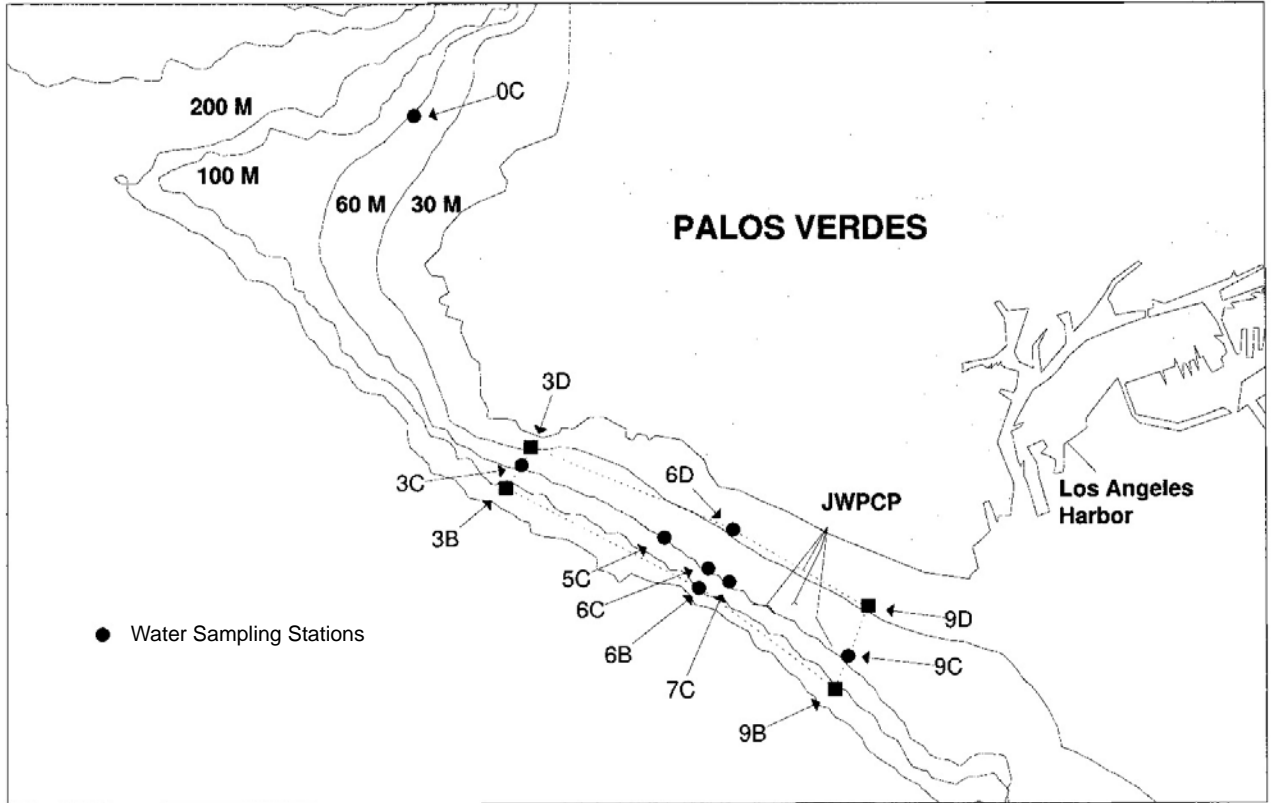 0C
200 M
100 M
60 M
30 M
PALOS VERDES
3D
3C
6D
JWPCP
Los Angeles
Harbor
3B
5C
6C
9D
Water Sampling Stations
6B
9C
7C
9B